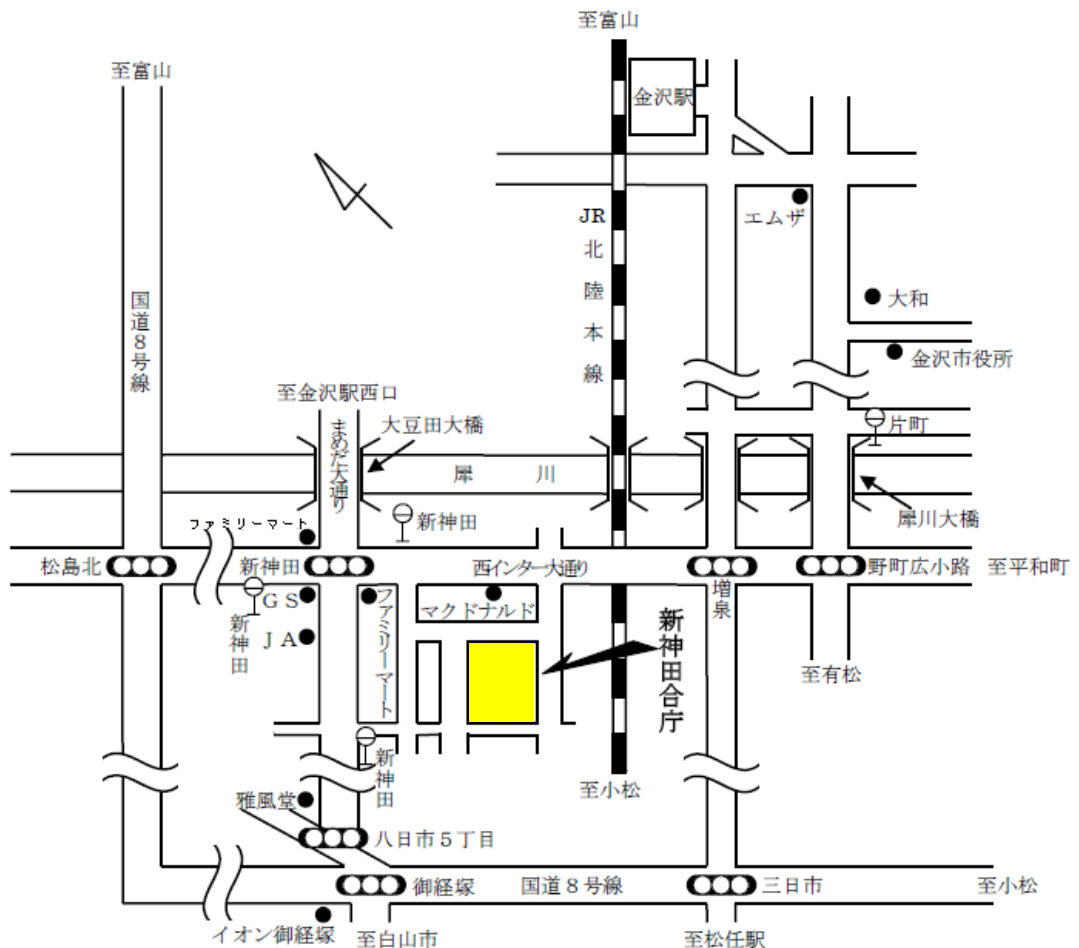 至富山
至富山
金沢駅
JR北陸本線
エムザ
大和
国道８号線
金沢市役所
至金沢駅西口
まめだ大通り
大豆田大橋
片町
犀川
ファミリーマート
新神田
犀川大橋
松島北
新神田
西インター大通り
野町広小路
至平和町
増泉
ＧＳ
新神田
ファミリーマート
マクドナルド
ＪＡ
新神田合庁
至有松
新神田
雅風堂
至小松
八日市５丁目
御経塚
国道８号線
三日市
至小松
イオン御経塚
至白山市
至松任駅